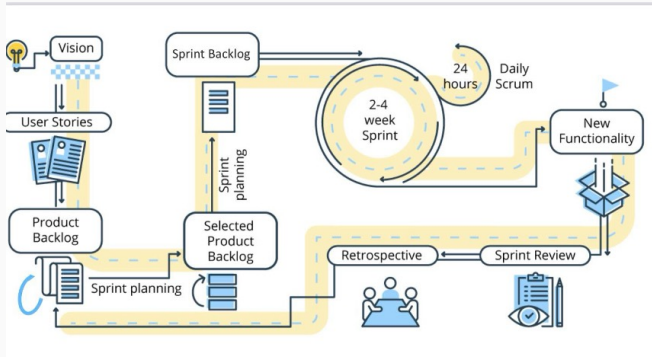 Vision
User Stories
Product
Backlog
Sprint planning
Selected
Product
Backlog
Sprint
planning
Sprint Backlog
2-4
week
Sprint
24
hours
Daily
Scrum
New
Functionality
Sprint Review
Retrospective